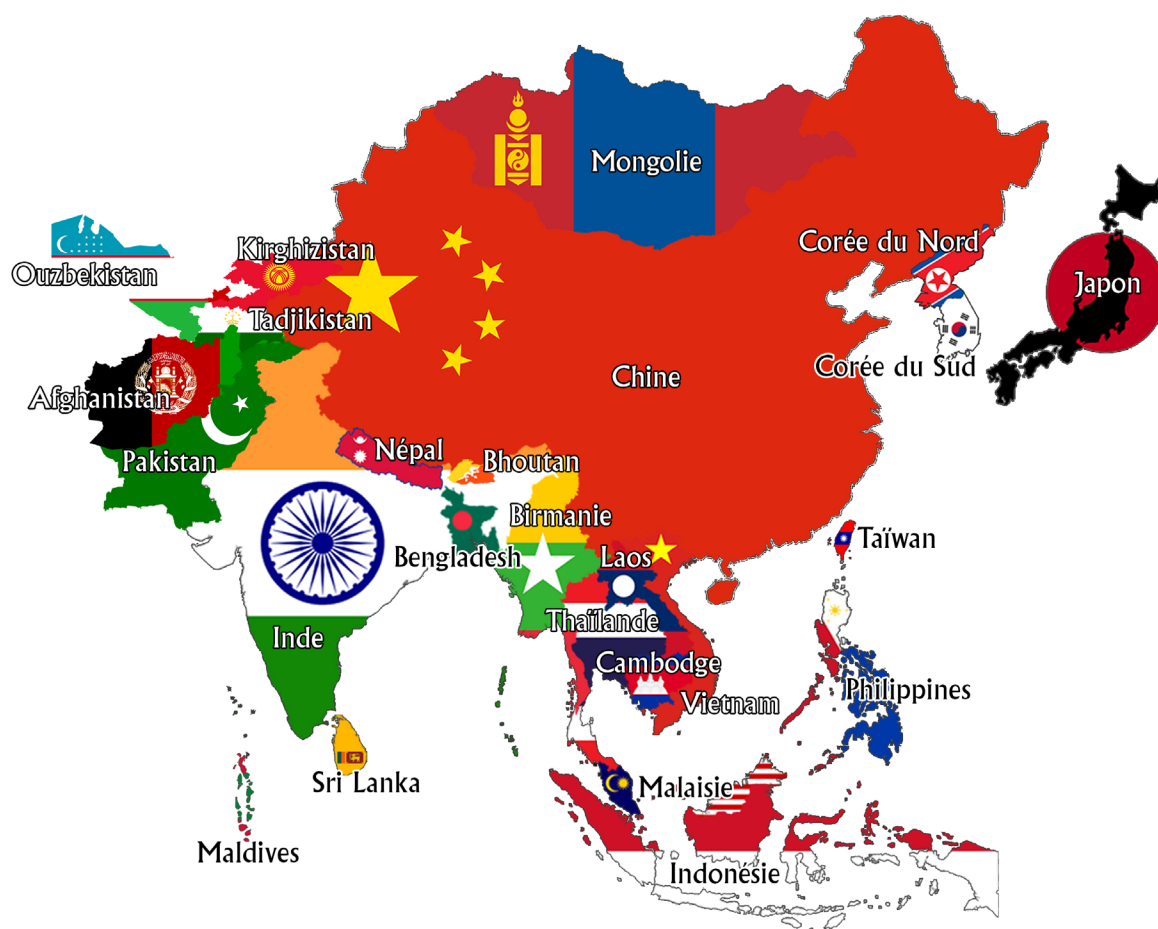 Mongolie
Kirghizistan
Corée du Nord
Ouzbekistan
Japon
Tadjikistan
Corée du Sud
Chine
Afghanistan
Népal
Pakistan
Bhoutan
Birmanie
Taïwan
Bengladesh
Laos
Thaïlande
Inde
Cambodge
Philippines
Vietnam
Sri Lanka
Malaisie
Maldives
Indonésie